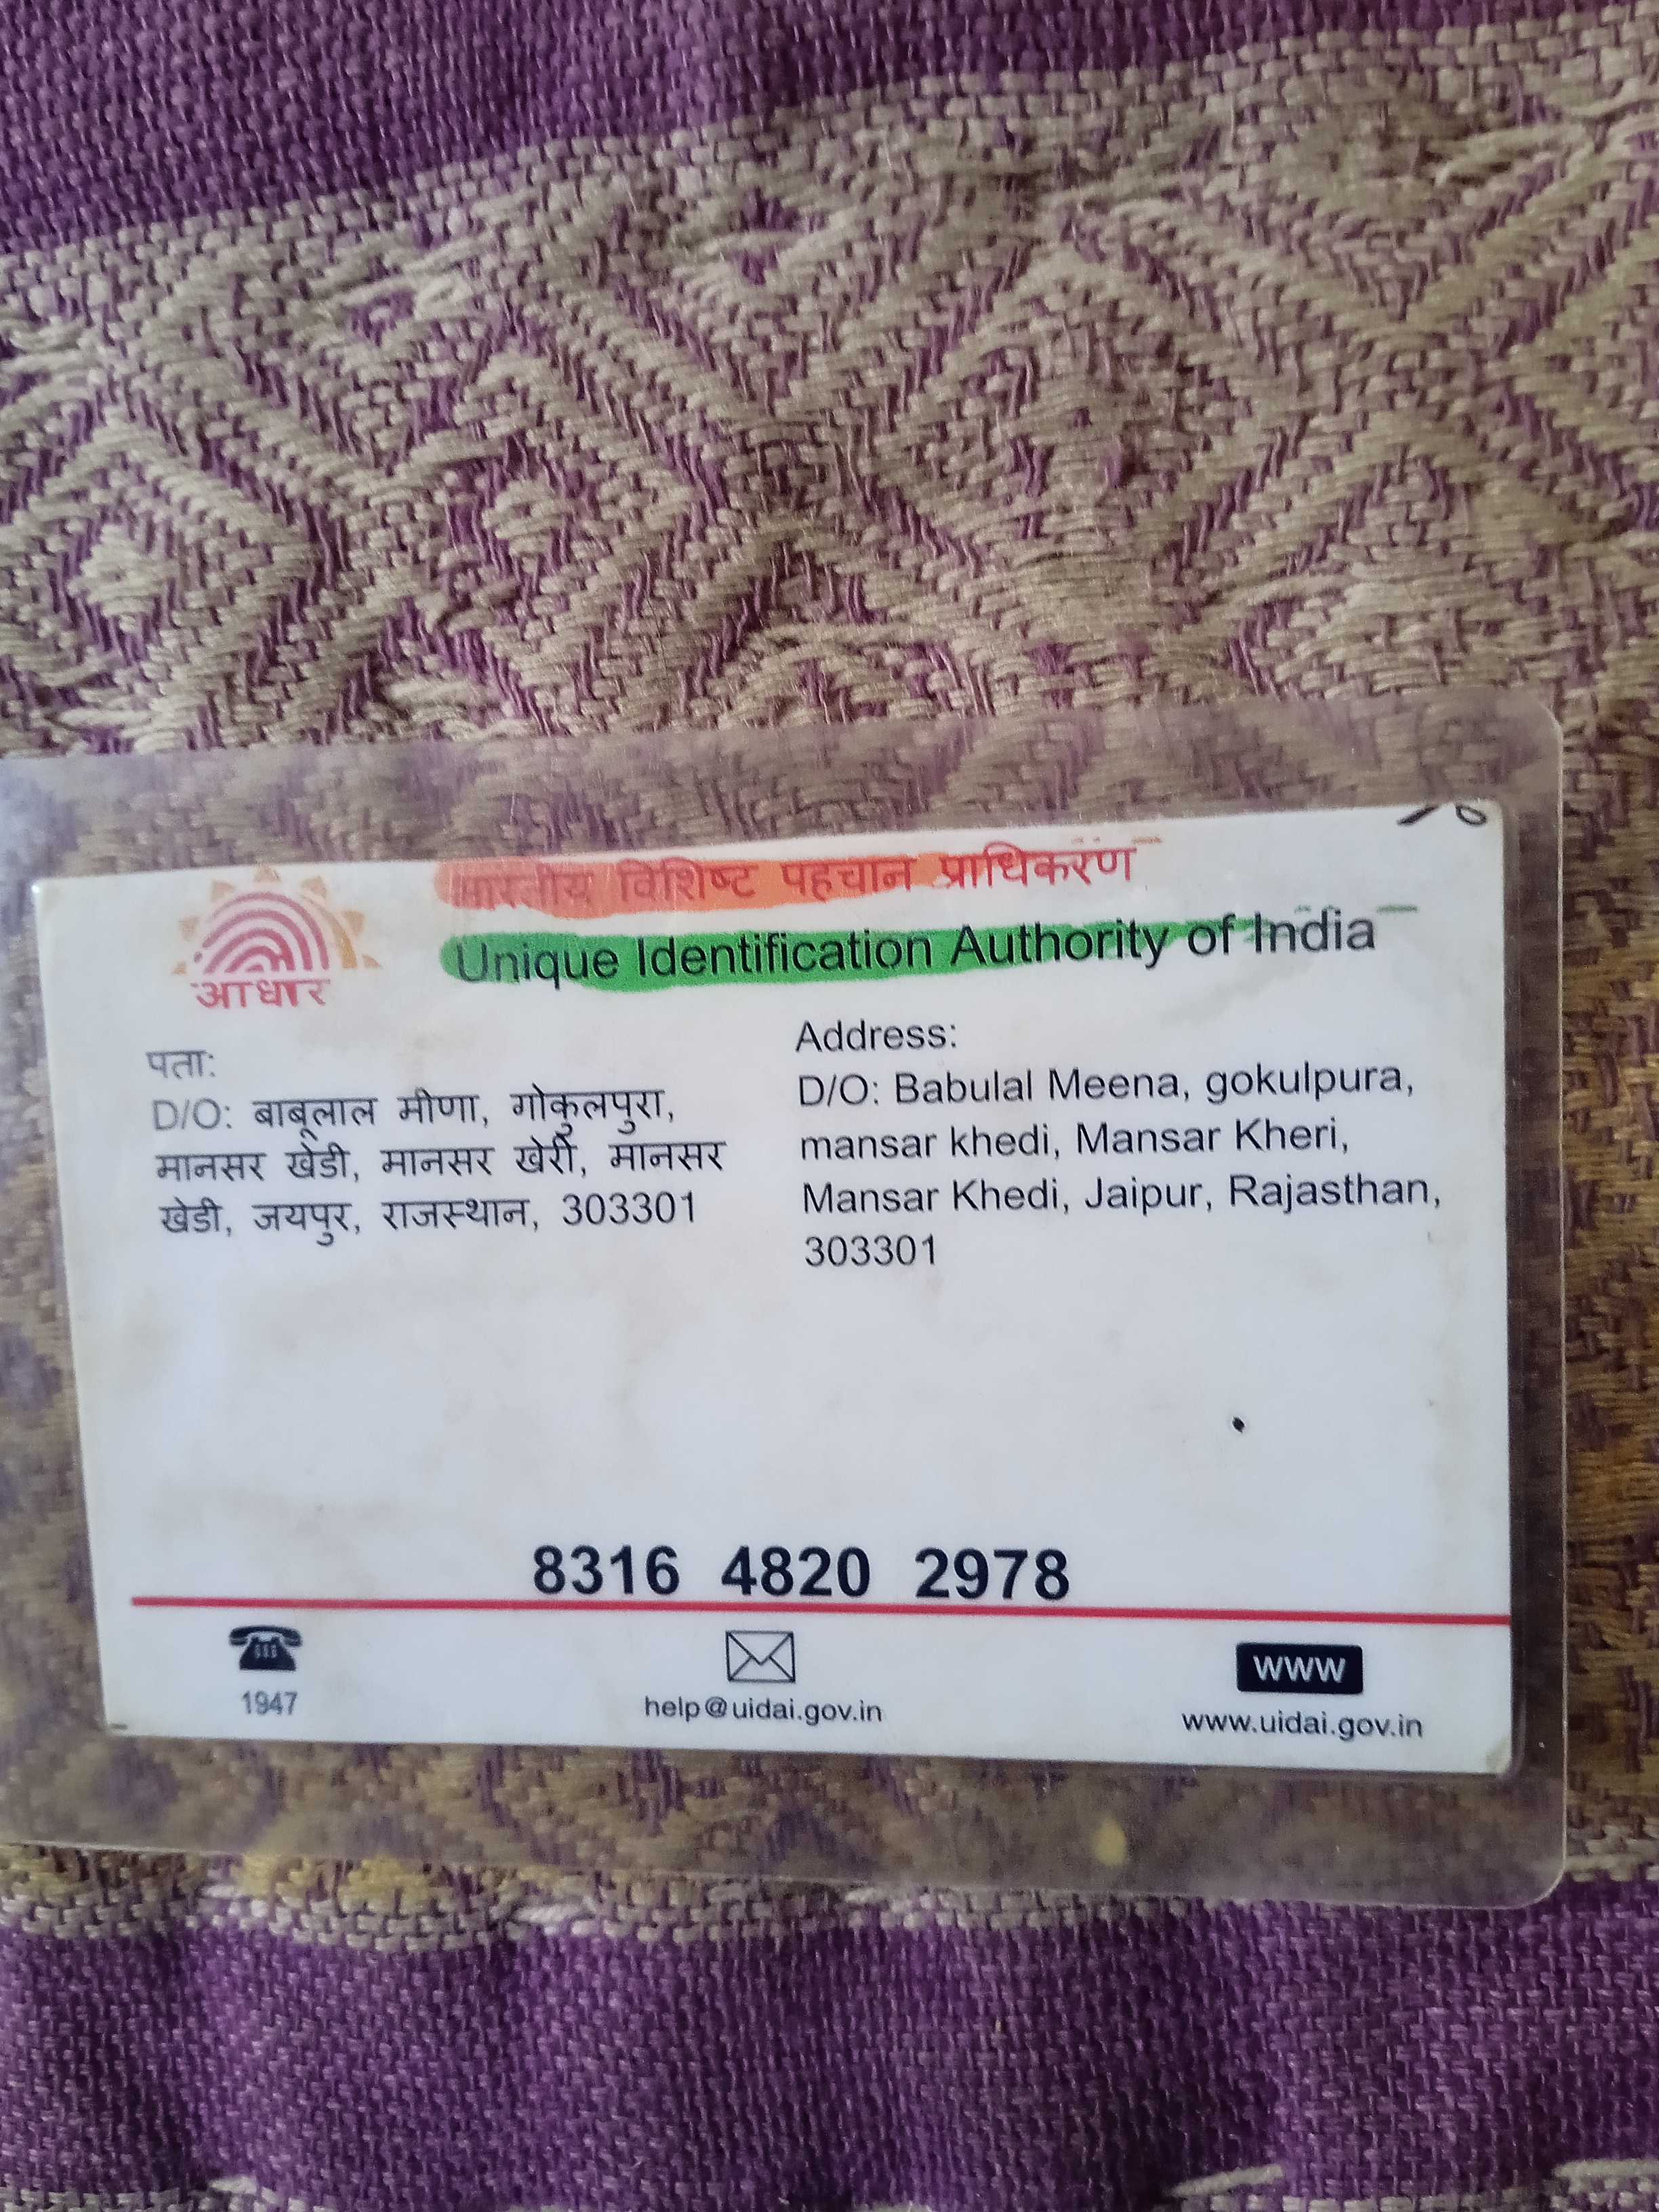 भारतीय विशिष्ट पहचान प्राधिकरण
Unique Identification Authority of India
आधार
पता:
D/O: बाबूलाल मीणा, गोकुलपुरा,
मानसर खेडी, मानसर खेरी, मानसर
खेडी, जयपुर, राजस्थान, 303301
Address:
D/O: Babulal Meena, gokulpura,
mansar khedi, Mansar Kheri,
Mansar Khedi, Jaipur, Rajasthan,
303301
8316 4820 2978
1947
help@uidai.gov.in
WWW
www.uidai.gov.in